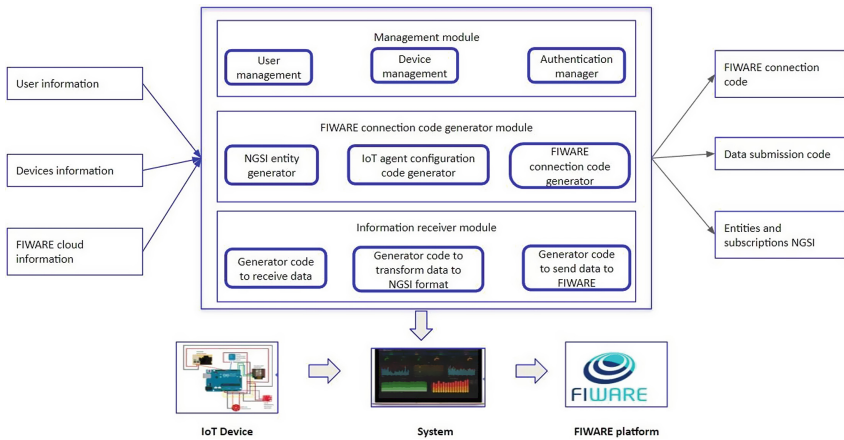 Management module
User
management
Device
management
Authentication
manager
User information
Devices information
FIWARE cloud
information
FIWARE connection code generator module
NGSI entity
generator
IoT agent configuration
code generator
FIWARE
connection code
generator
Information receiver module
Generator code
to receive data
Generator code to
transform data to
NGSI format
Generator code
to send data to
FIWARE
FIWARE connection
code
Data submission code
Entities and
subscriptions NGSI
FIWARE
IoT Device
System
FIWARE platform